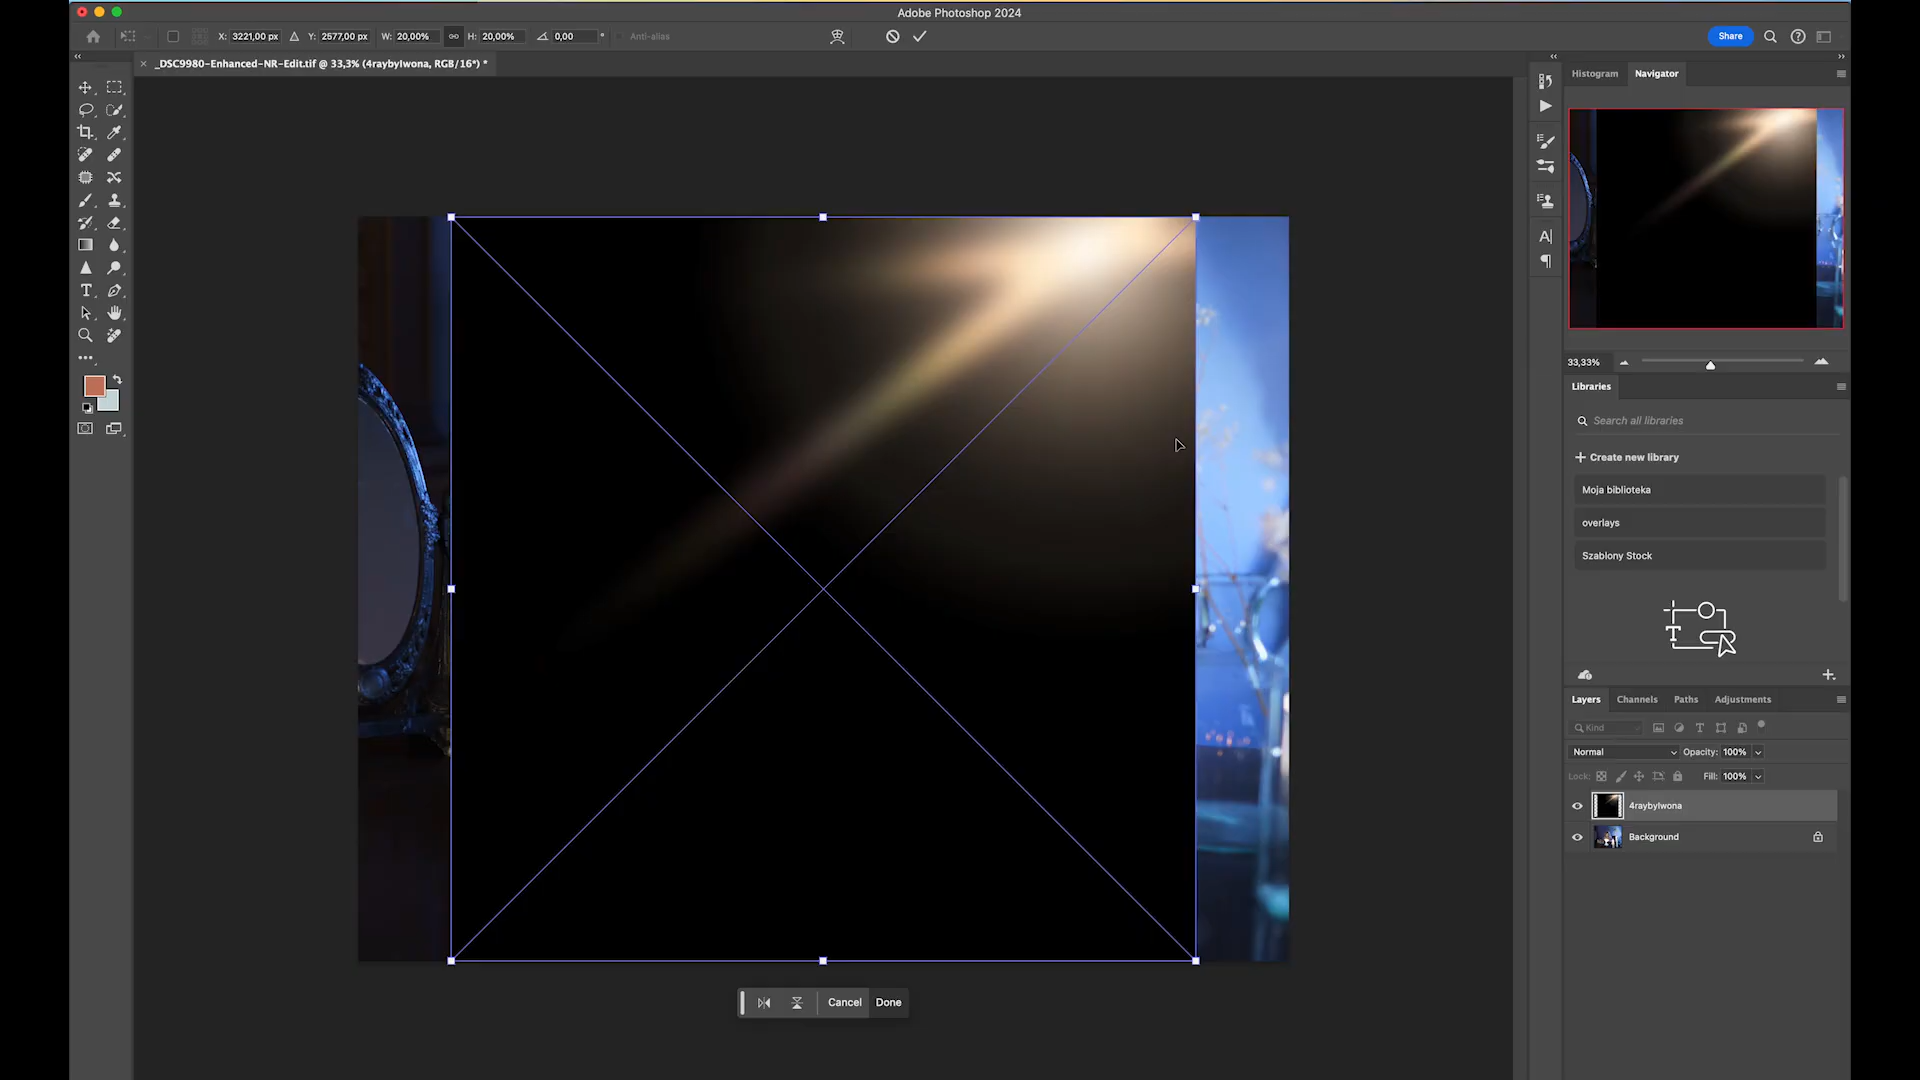 Adobe Photoshop 2024
X: 3221,00 px Y: 2577,00 px W: 20,00% H: 20,00% 0,00 ° Anti-alias
Share
_DSC9980-Enhanced-NR-Edit.tif @ 33,3% (4raybyIwona, RGB/16*) *
Histogram Navigator
33,33%
Libraries
Search all libraries
Create new library
Moja biblioteka
overlays
Szablony Stock
Layers Channels Paths Adjustments
Kind
Normal Opacity: 100%
Lock: Fill: 100%
4raybyIwona
Background
Cancel Done